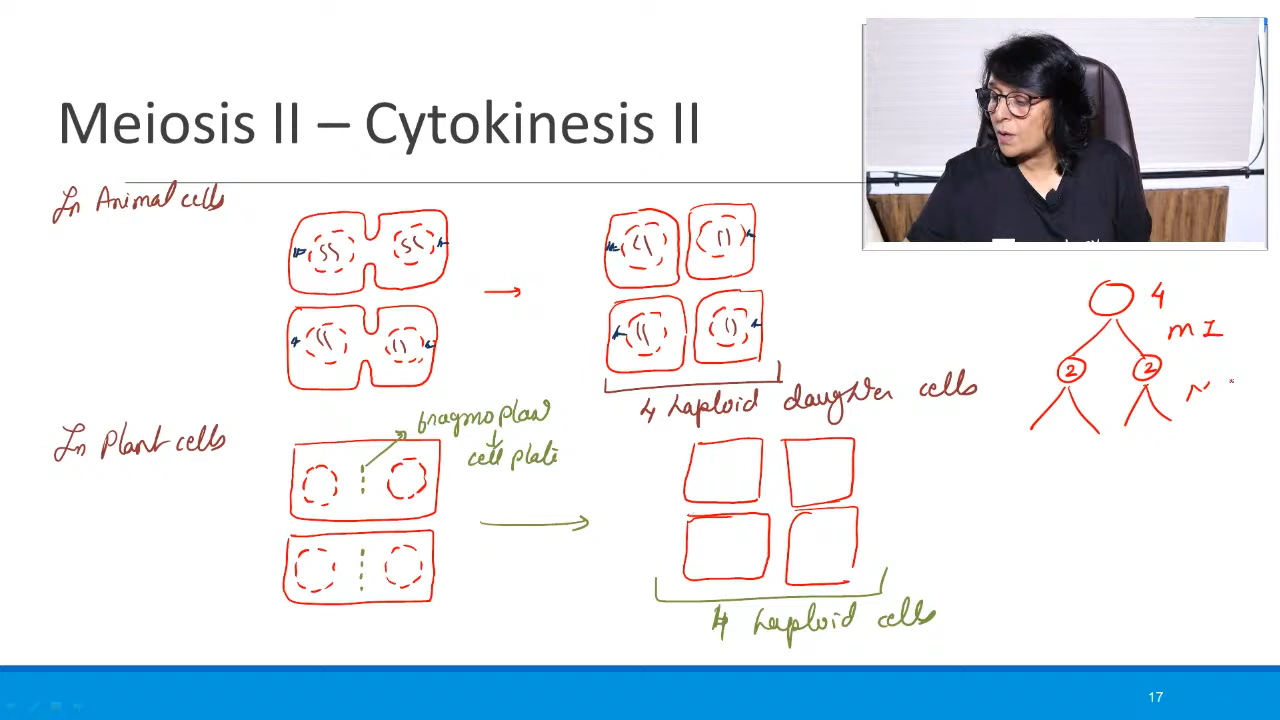 Meiosis II – Cytokinesis II
In Animal cells
4 haploid daughter cells
In Plant cells
fragmoplast
cell plate
4 haploid cells
4
m I
2 2
17